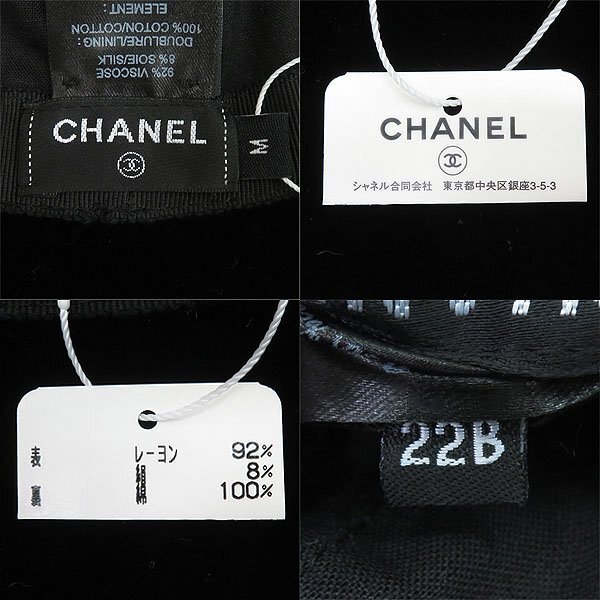 ELEMENT:
100% COTON/COTTON
DOUBLURE/LINING:
8% SOIE/SILK
92% VISCOSE
CHANEL
M
CHANEL
シャネル合同会社 東京都中央区銀座3-5-3
表 レーヨン 92%
絹 8%
裏 綿 100%
22B